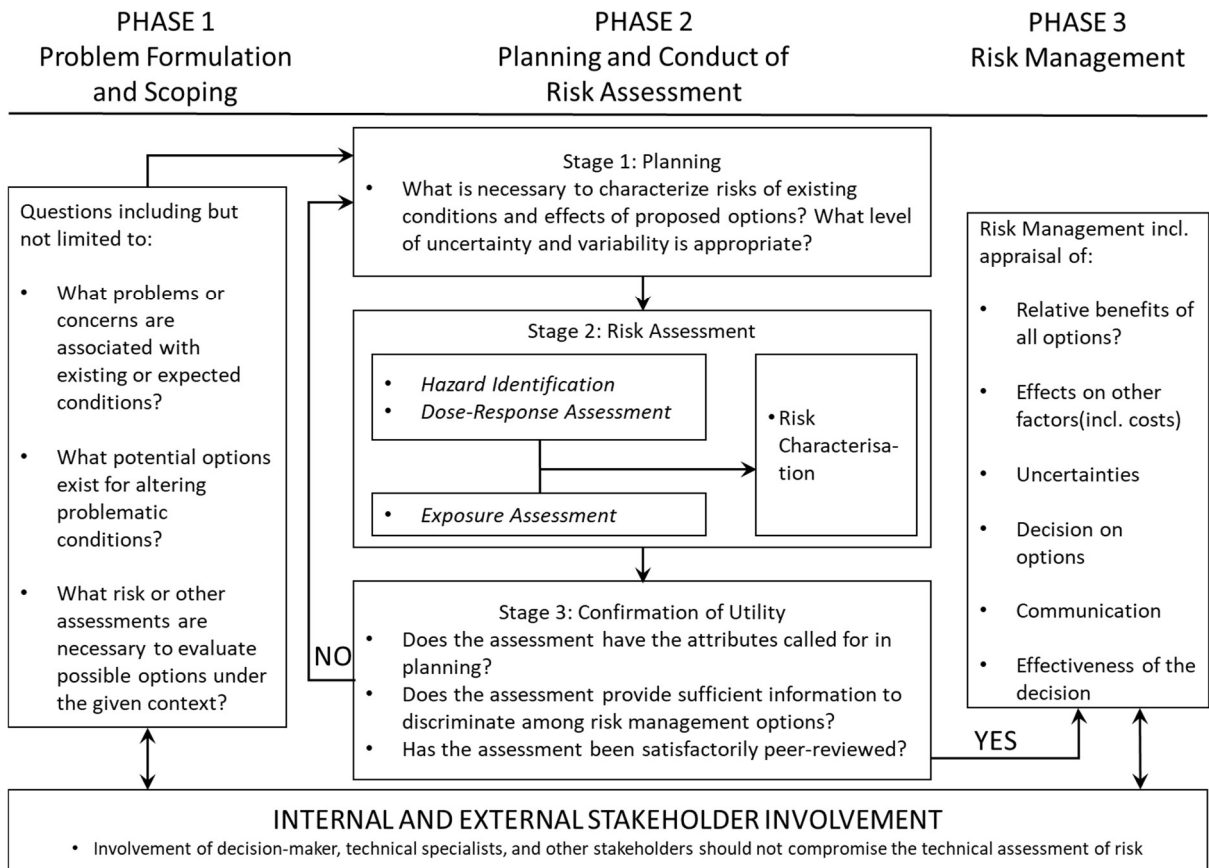 PHASE 1
Problem Formulation
and Scoping
PHASE 2
Planning and Conduct of
Risk Assessment
PHASE 3
Risk Management
Questions including but
not limited to:
• What problems or
concerns are
associated with
existing or expected
conditions?
• What potential options
exist for altering
problematic
conditions?
• What risk or other
assessments are
necessary to evaluate
possible options under
the given context?
Stage 1: Planning
• What is necessary to characterize risks of existing
conditions and effects of proposed options? What level
of uncertainty and variability is appropriate?
Stage 2: Risk Assessment
• Hazard Identification
• Dose-Response Assessment
• Exposure Assessment
• Risk
Characterisa-
tion
Stage 3: Confirmation of Utility
• Does the assessment have the attributes called for in
planning?
• Does the assessment provide sufficient information to
discriminate among risk management options?
• Has the assessment been satisfactorily peer-reviewed?
NO
YES
Risk Management incl.
appraisal of:
• Relative benefits of
all options?
• Effects on other
factors(incl. costs)
• Uncertainties
• Decision on
options
• Communication
• Effectiveness of the
decision
INTERNAL AND EXTERNAL STAKEHOLDER INVOLVEMENT
• Involvement of decision-maker, technical specialists, and other stakeholders should not compromise the technical assessment of risk